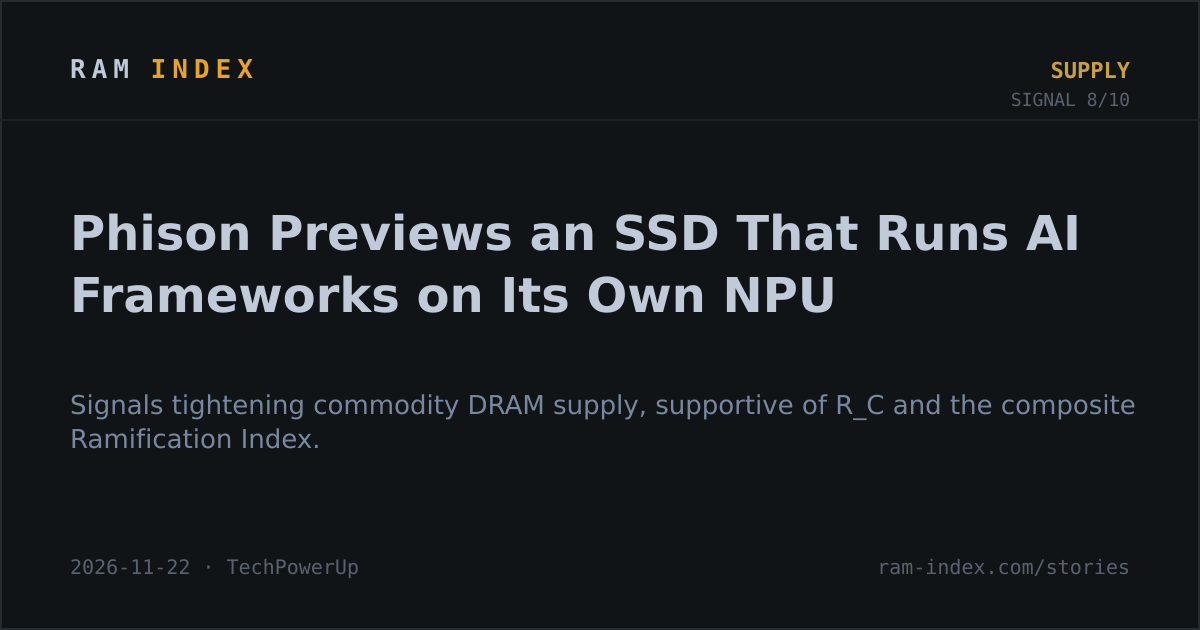 RAM INDEX
SUPPLY
SIGNAL 8/10
Phison Previews an SSD That Runs AI
Frameworks on Its Own NPU
Signals tightening commodity DRAM supply, supportive of R_C and the composite
Ramification Index.
2026-11-22 · TechPowerUp
ram-index.com/stories